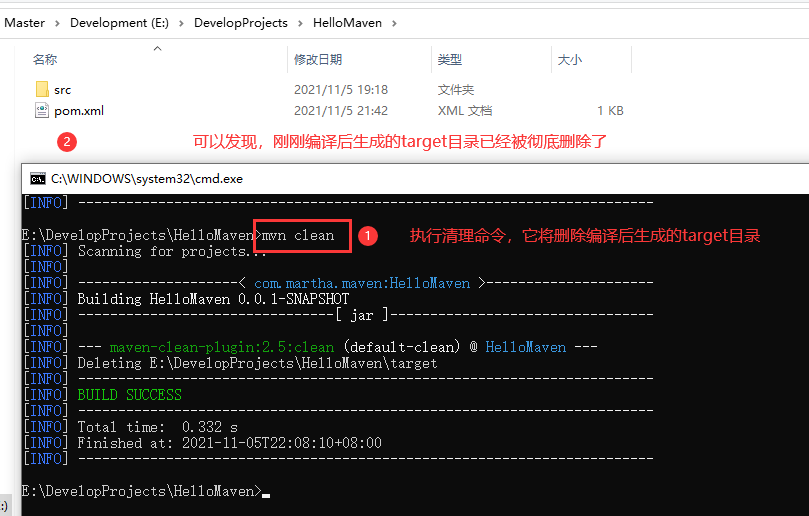 Master > Development (E:) > DevelopProjects > HelloMaven >
名称 修改日期 类型 大小
src 2021/11/5 19:18 文件夹
pom.xml 2021/11/5 21:42 XML 文档 1 KB
2 可以发现，刚刚编译后生成的target目录已经被彻底删除了
C:\WINDOWS\system32\cmd.exe
[INFO] ------------------------------------------------------------------------
E:\DevelopProjects\HelloMaven>mvn clean 1 执行清理命令，它将删除编译后生成的target目录
[INFO] Scanning for projects...
[INFO]
[INFO] --------------------< com.martha.maven:HelloMaven >---------------------
[INFO] Building HelloMaven 0.0.1-SNAPSHOT
[INFO] --------------------------------[ jar ]---------------------------------
[INFO]
[INFO] --- maven-clean-plugin:2.5:clean (default-clean) @ HelloMaven ---
[INFO] Deleting E:\DevelopProjects\HelloMaven\target
[INFO] ------------------------------------------------------------------------
[INFO] BUILD SUCCESS
[INFO] ------------------------------------------------------------------------
[INFO] Total time:  0.332 s
[INFO] Finished at: 2021-11-05T22:08:10+08:00
[INFO] ------------------------------------------------------------------------
E:\DevelopProjects\HelloMaven>
:)